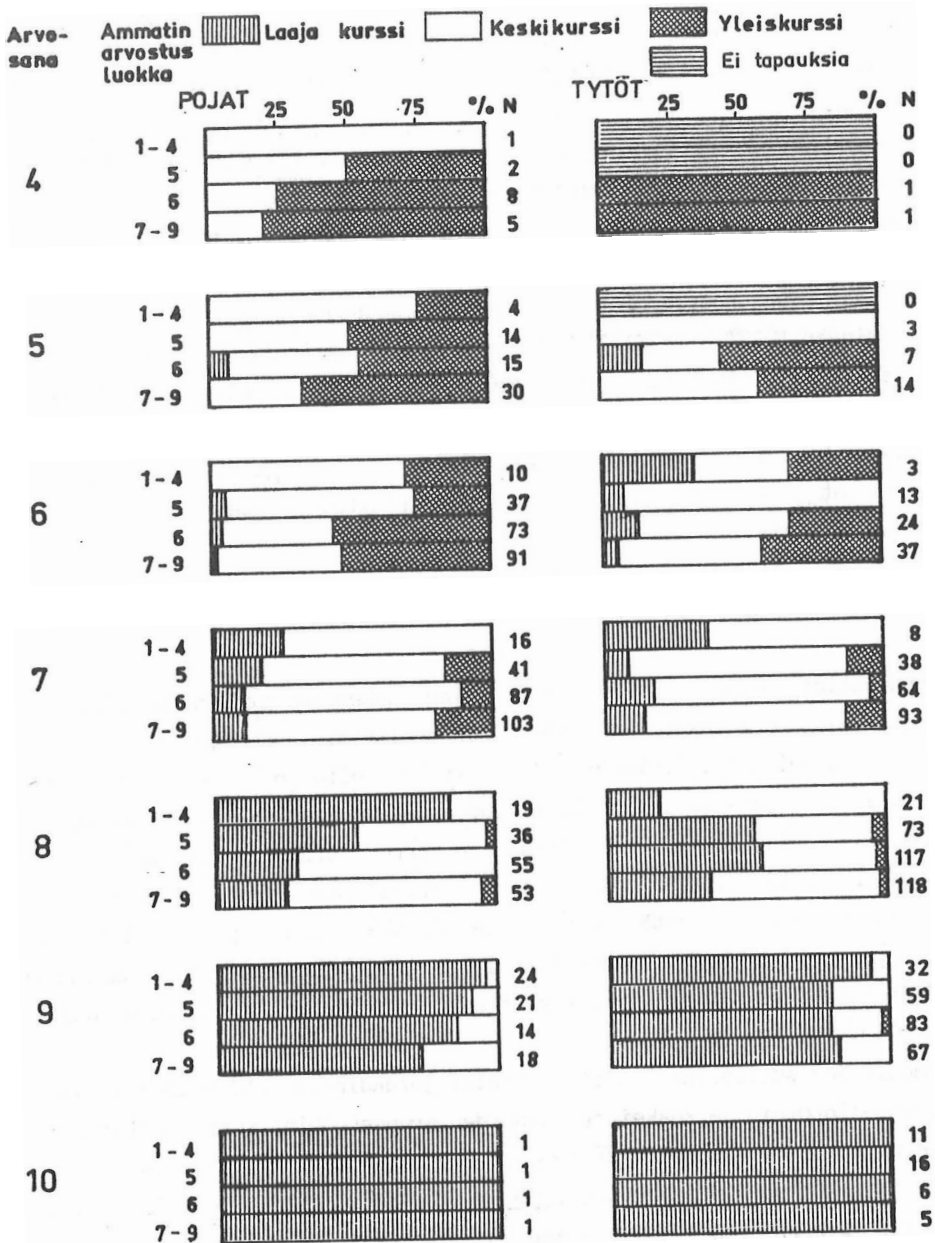 Arvo-sana Ammatin arvostus luokka Laaja kurssi Keskikurssi Yleiskurssi
Ei tapauksia
POJAT 25 50 75 % N TYTÖT 25 50 75 % N
4
1-4 1 0
5 2 0
6 8 1
7-9 5 1
5
1-4 4 0
5 14 3
6 15 7
7-9 30 14
6
1-4 10 3
5 37 13
6 73 24
7-9 91 37
7
1-4 16 8
5 41 38
6 87 64
7-9 103 93
8
1-4 19 21
5 36 73
6 55 117
7-9 53 118
9
1-4 24 32
5 21 59
6 14 83
7-9 18 67
10
1-4 1 11
5 1 16
6 1 6
7-9 1 5